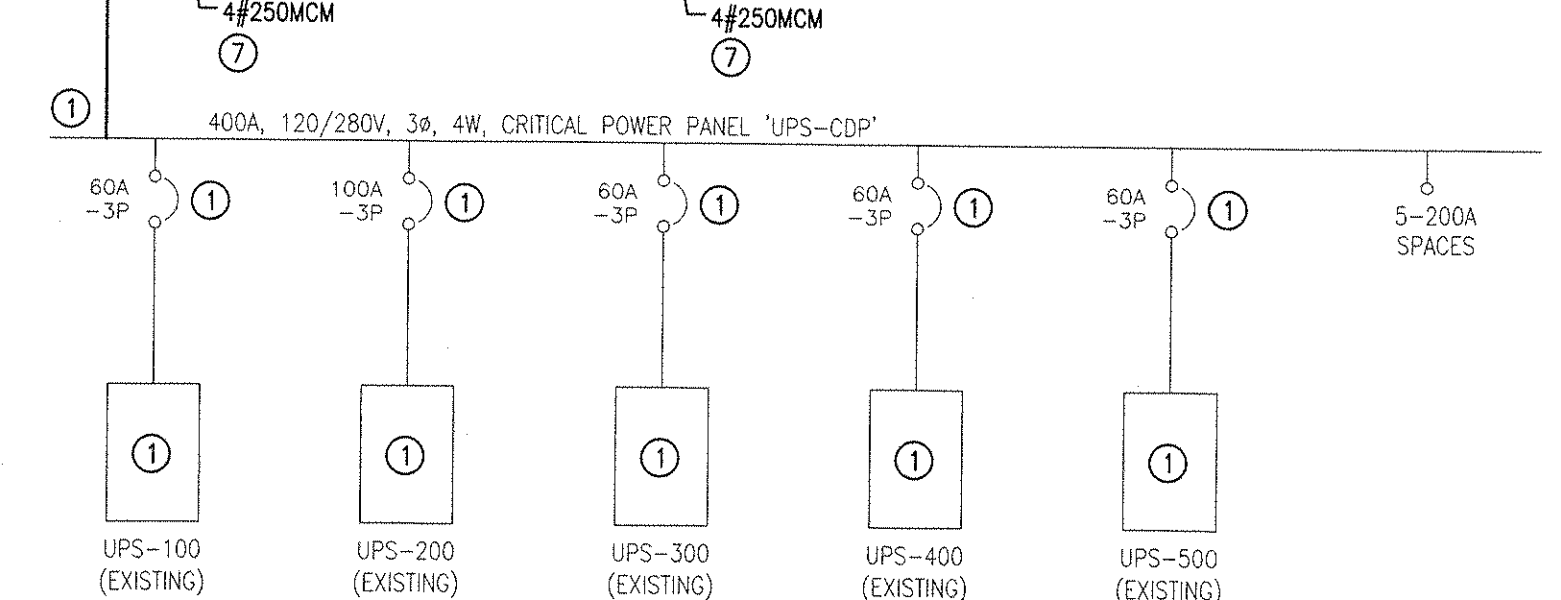 4#250MCM
4#250MCM
7
7
1
400A, 120/280V, 3ø, 4W, CRITICAL POWER PANEL 'UPS-CDP'
60A
-3P
1
100A
-3P
1
60A
-3P
1
60A
-3P
1
60A
-3P
1
5-200A
SPACES
1
1
1
1
1
UPS-100
(EXISTING)
UPS-200
(EXISTING)
UPS-300
(EXISTING)
UPS-400
(EXISTING)
UPS-500
(EXISTING)